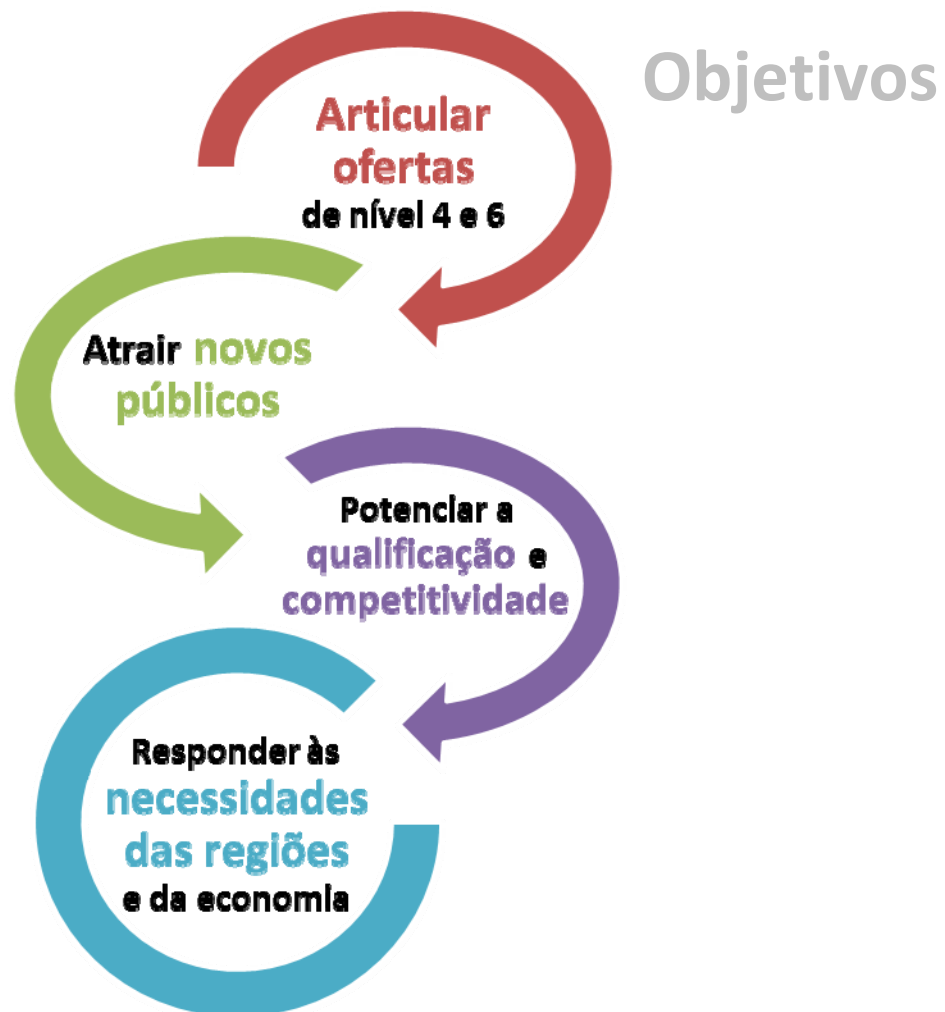 Objetivos
Articular
ofertas
de nível 4 e 6
Atrair novos
públicos
Potenciar a
qualificação e
competitividade
Responder às
necessidades
das regiões
e da economia